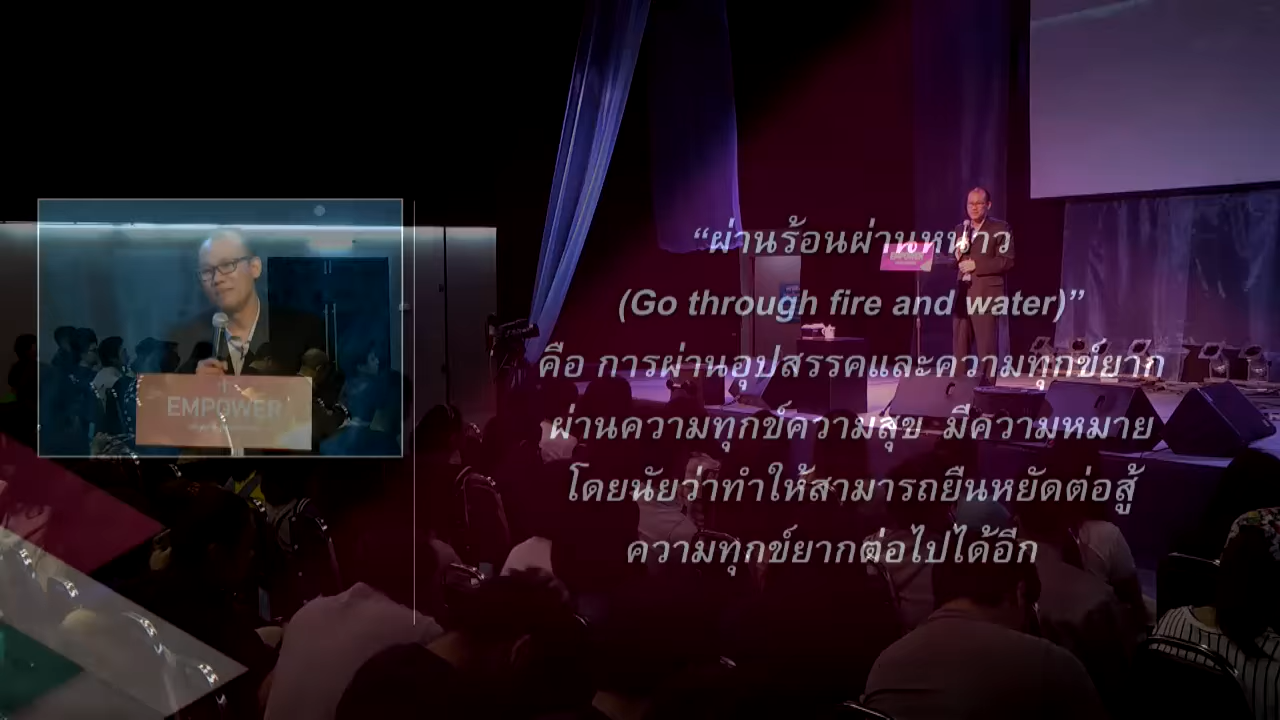 “ผ่านร้อนผ่านหนาว
(Go through fire and water)”
คือ การผ่านอุปสรรคและความทุกข์ยาก
ผ่านความทุกข์ความสุข มีความหมาย
โดยนัยว่าทำให้สามารถยืนหยัดต่อสู้
ความทุกข์ยากต่อไปได้อีก
EMPOWER
EMPOWER